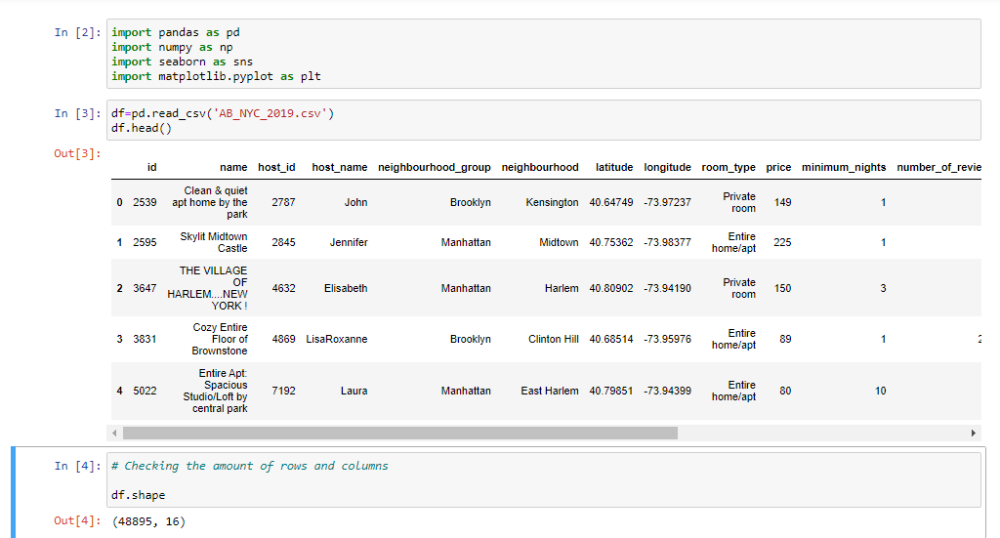 In [2]: import pandas as pd
import numpy as np
import seaborn as sns
import matplotlib.pyplot as plt
In [3]: df=pd.read_csv('AB_NYC_2019.csv')
df.head()
Out[3]:
id name host_id host_name neighbourhood_group neighbourhood latitude longitude room_type price minimum_nights number_of_revie
0 2539 Clean & quiet apt home by the park 2787 John Brooklyn Kensington 40.64749 -73.97237 Private room 149 1
1 2595 Skylit Midtown Castle 2845 Jennifer Manhattan Midtown 40.75362 -73.98377 Entire home/apt 225 1
2 3647 THE VILLAGE OF HARLEM....NEW YORK ! 4632 Elisabeth Manhattan Harlem 40.80902 -73.94190 Private room 150 3
3 3831 Cozy Entire Floor of Brownstone 4869 LisaRoxanne Brooklyn Clinton Hill 40.68514 -73.95976 Entire home/apt 89 1
4 5022 Entire Apt: Spacious Studio/Loft by central park 7192 Laura Manhattan East Harlem 40.79851 -73.94399 Entire home/apt 80 10
In [4]: # Checking the amount of rows and columns
df.shape
Out[4]: (48895, 16)